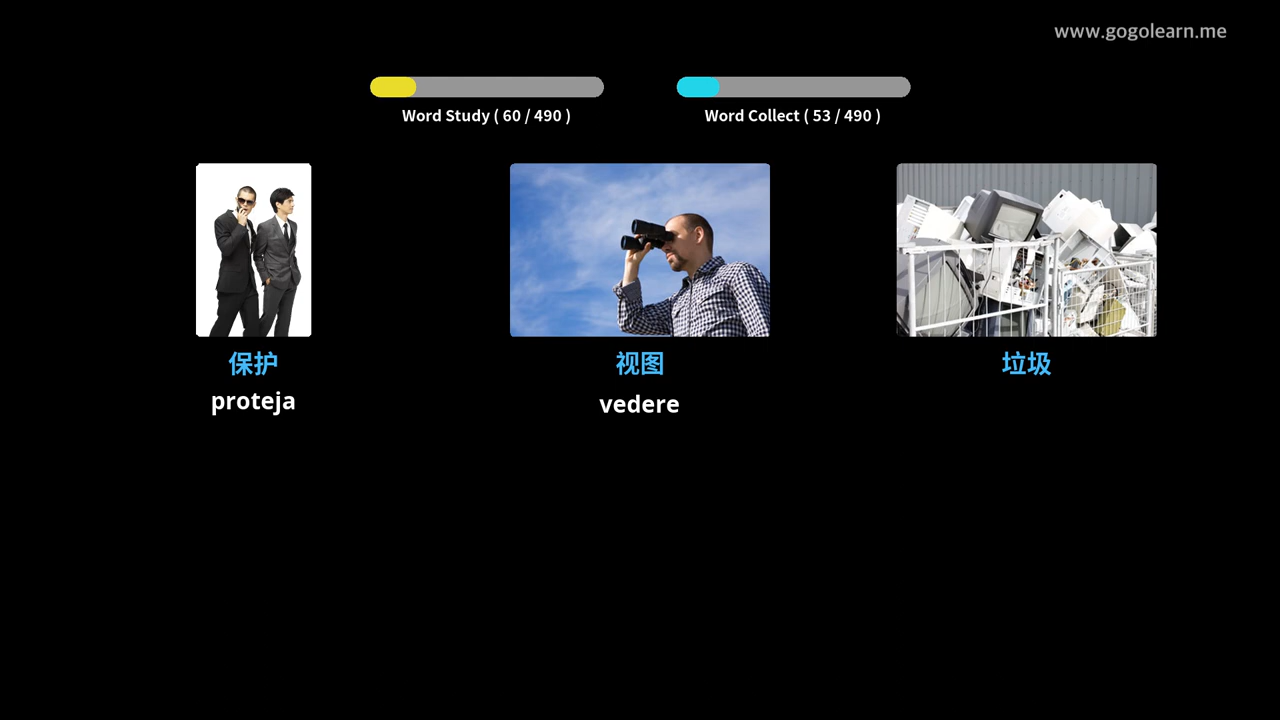 www.gogolearn.me
Word Study ( 60 / 490 )
Word Collect ( 53 / 490 )
保护
视图
垃圾
proteja
vedere